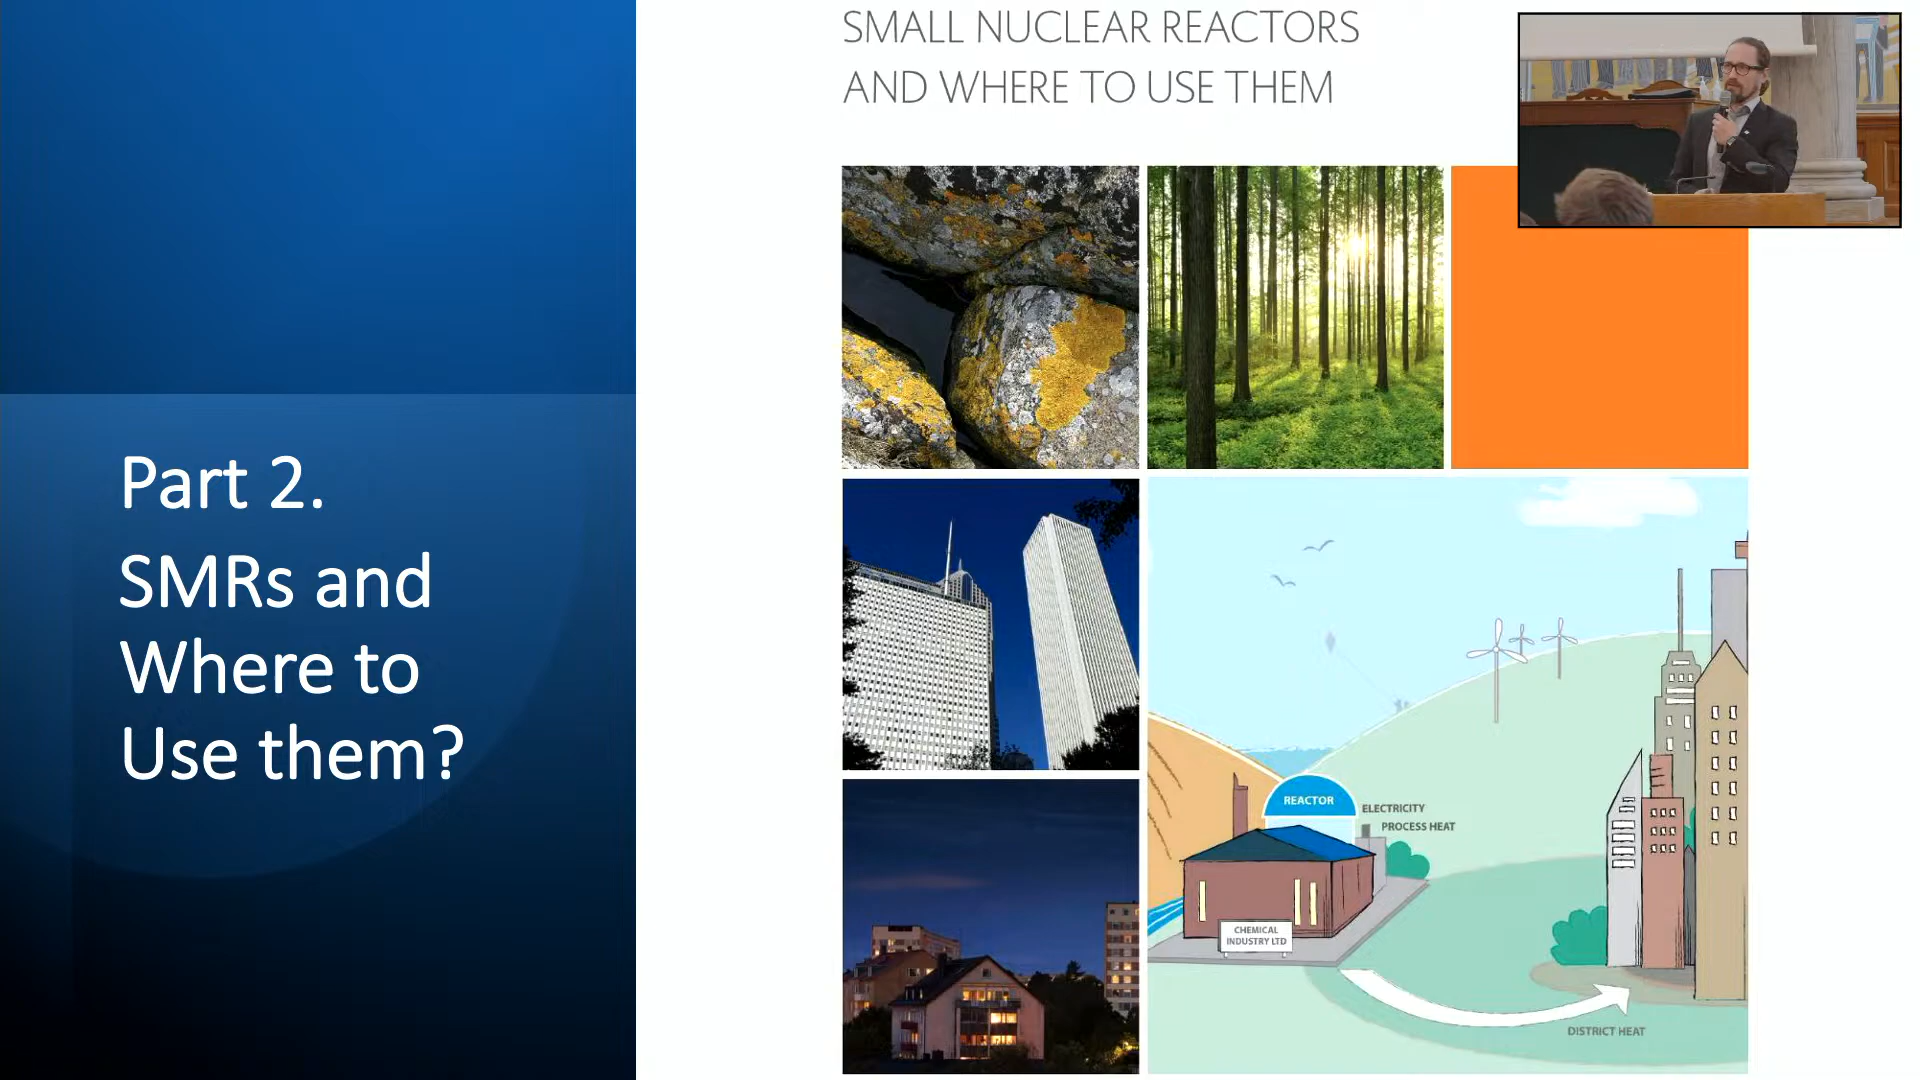 SMALL NUCLEAR REACTORS
AND WHERE TO USE THEM
Part 2.
SMRs and
Where to
Use them?
REACTOR
ELECTRICITY
PROCESS HEAT
CHEMICAL
INDUSTRY LTD
DISTRICT HEAT